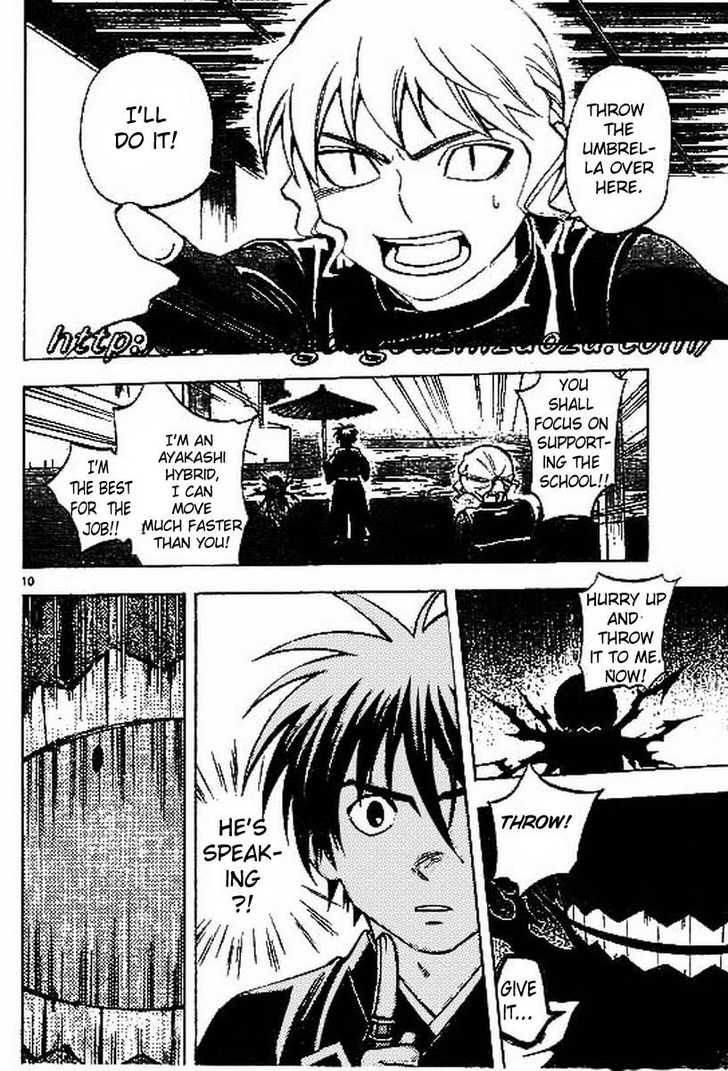 THROW
THE
UMBREL-
LA OVER
HERE.
I'LL
DO IT!
YOU
SHALL
FOCUS ON
SUPPORT-
ING THE
SCHOOL!!
I'M AN
AYAKASHI
HYBRID,
I CAN
MOVE
MUCH FASTER
THAN YOU!
I'M
THE BEST
FOR THE
JOB!!
10
HURRY UP
AND
THROW
IT TO ME.
NOW!
THROW!
GIVE
IT...
HE'S
SPEAK-
ING
?!